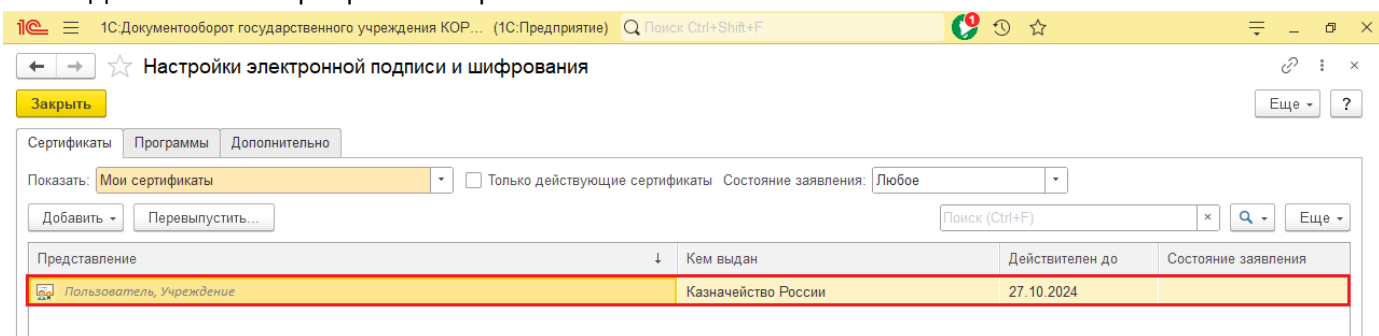 1С:Документооборот государственного учреждения КОР... (1С:Предприятие) Поиск Ctrl+Shift+F 1
Настройки электронной подписи и шифрования
Закрыть Еще ?
Сертификаты Программы Дополнительно
Показать: Мои сертификаты Только действующие сертификаты Состояние заявления: Любое
Добавить Перевыпустить... Поиск (Ctrl+F) × Еще
Представление ↓ Кем выдан Действителен до Состояние заявления
Пользователь, Учреждение Казначейство России 27.10.2024